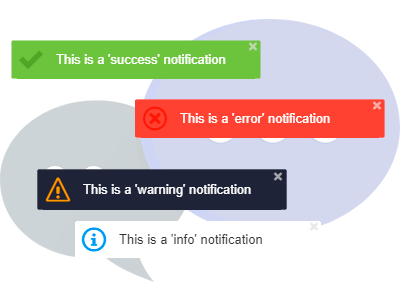 This is a 'success' notification
This is a 'error' notification
This is a 'warning' notification
This is a 'info' notification